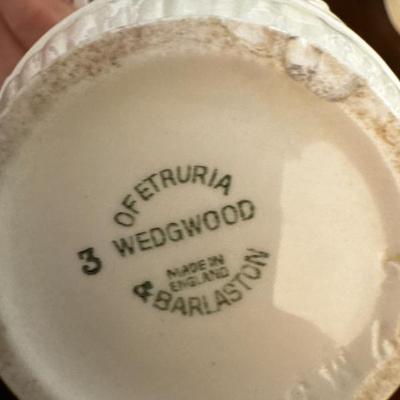 OF ETRURIA
3 WEDGWOOD
MADE IN
ENGLAND
& BARLASTON